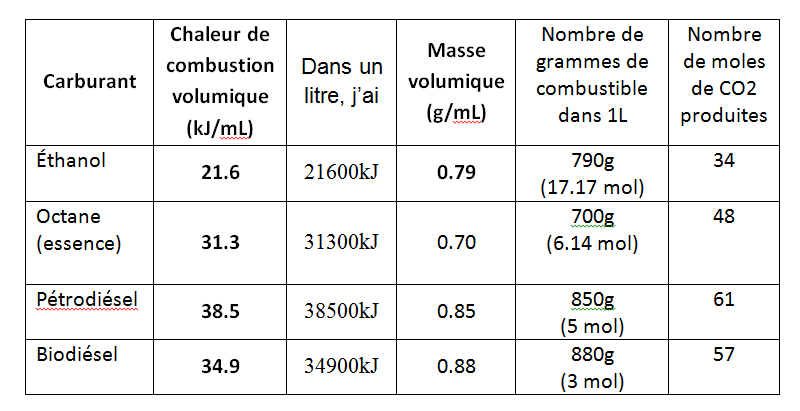 Carburant
Chaleur de
combustion
volumique
(kJ/mL)
Dans un
litre, j'ai
Masse
volumique
(g/mL)
Nombre de
grammes de
combustible
dans 1L
Nombre
de moles
de CO2
produites
Éthanol
21.6
21600kJ
0.79
790g
(17.17 mol)
34
Octane
(essence)
31.3
31300kJ
0.70
700g
(6.14 mol)
48
Pétrodiésel
38.5
38500kJ
0.85
850g
(5 mol)
61
Biodiésel
34.9
34900kJ
0.88
880g
(3 mol)
57